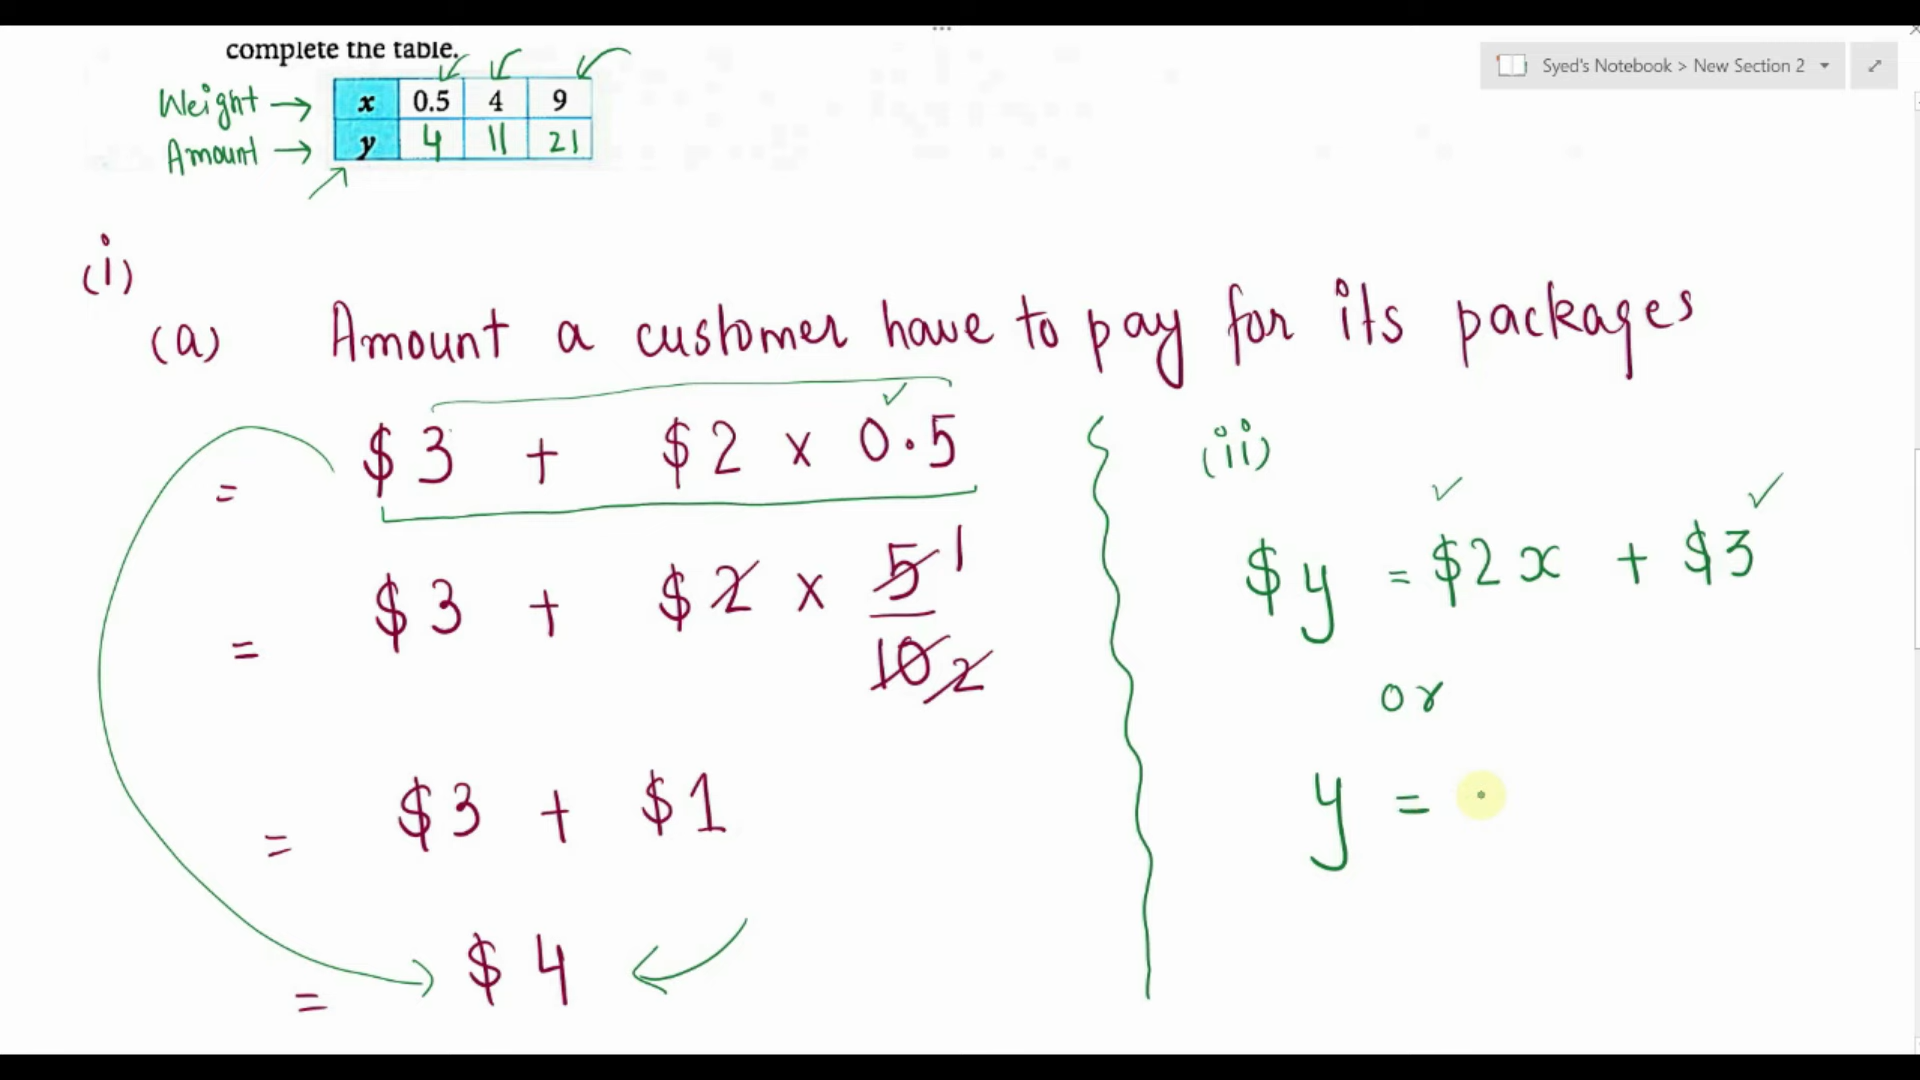 complete the table.
Syed's Notebook > New Section 2
Weight → x 0.5 4 9
Amount → y 4 11 21
(i)
(a) Amount a customer have to pay for its packages
= $3 + $2 x 0.5
= $3 + $2 x 5/10 1 2
= $3 + $1
= $4
(ii)
$y = $2x + $3
or
y =